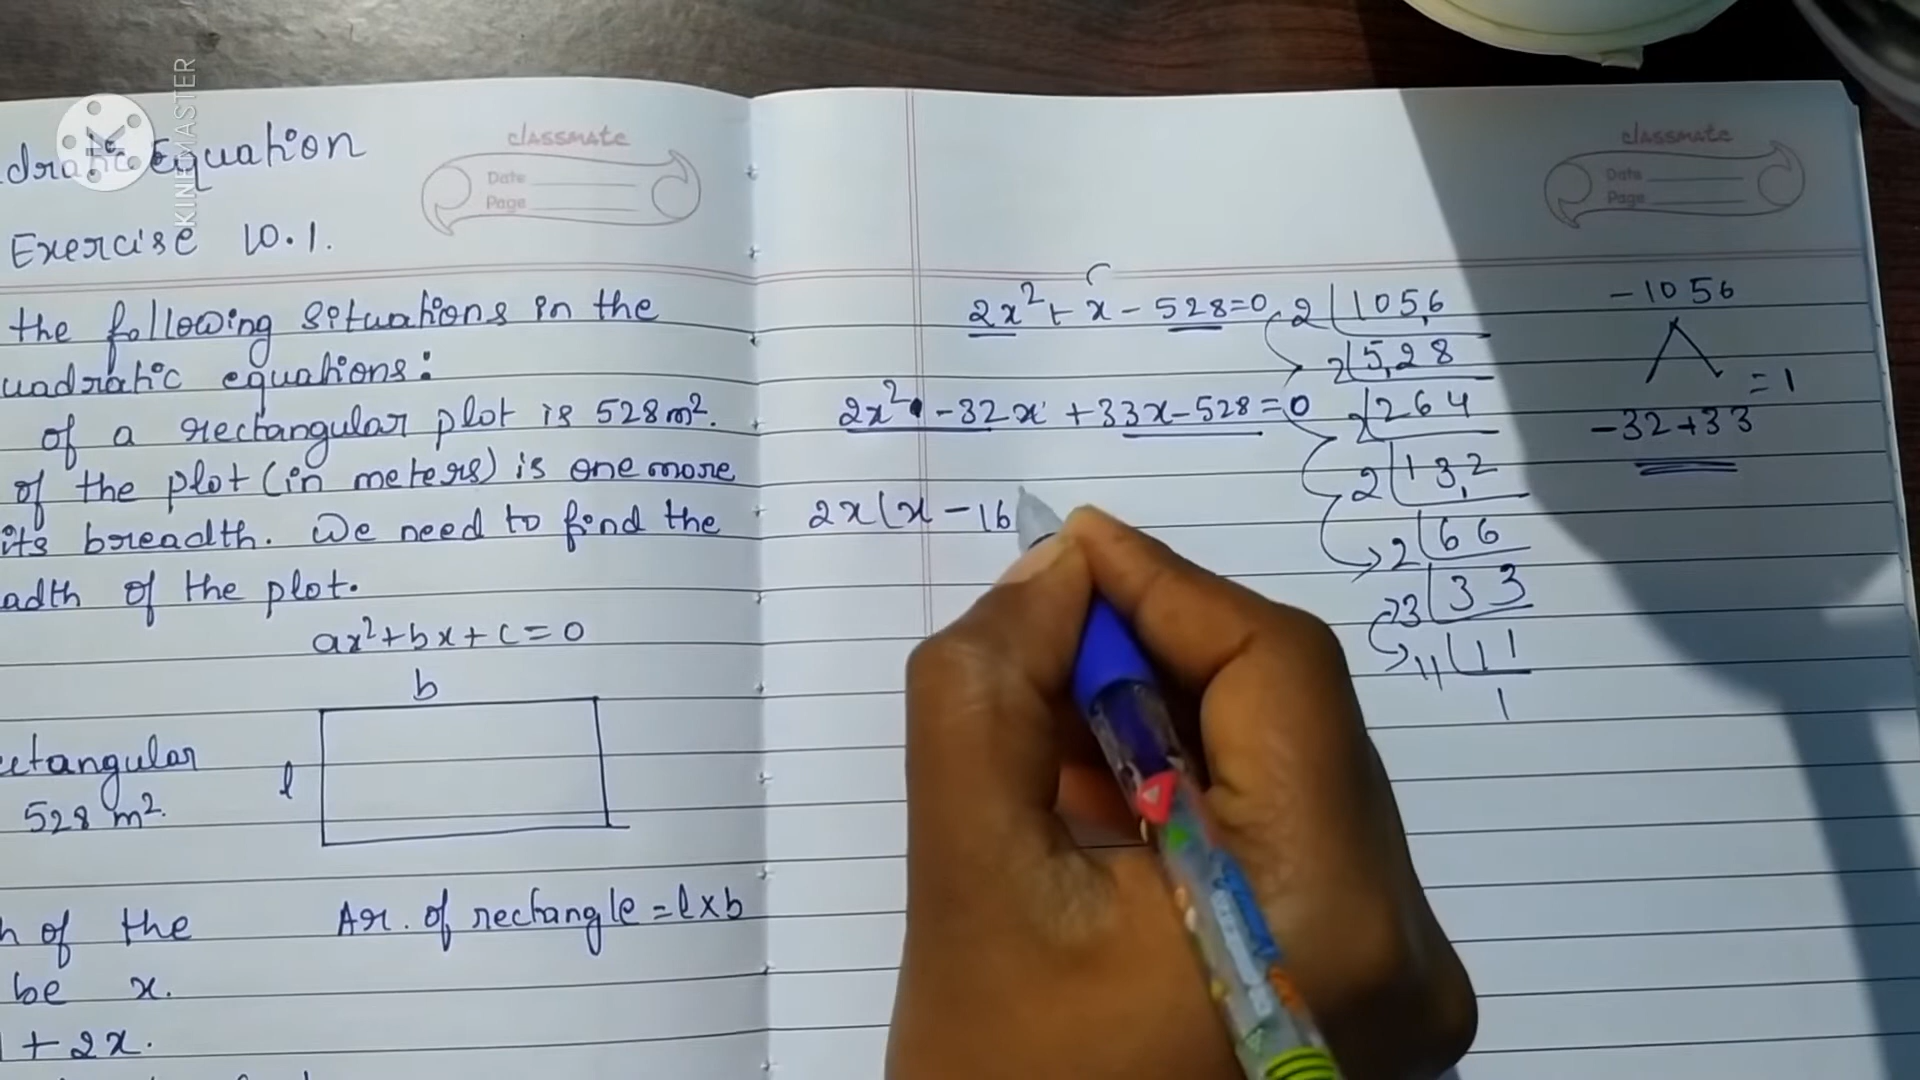 KINEMASTER
Equation
classmate
Date
Page
Exercise 10.1.
the following situations in the
uadratic equations:
of a rectangular plot is 528m².
of the plot (in meters) is one more
its breadth. We need to find the
adth of the plot.
ax²+bx+c=0
b
ectangular
l
528 m².
of the
Ar. of rectangle = l×b
be x.
+ 2x.
classmate
Date
Page
2x²+x-528=0
2x² -32x +33x-528=0
2x(x-16
2 1056
2 528
2 264
2 132
2 66
3 33
11 11
1
-1056
=1
-32+33